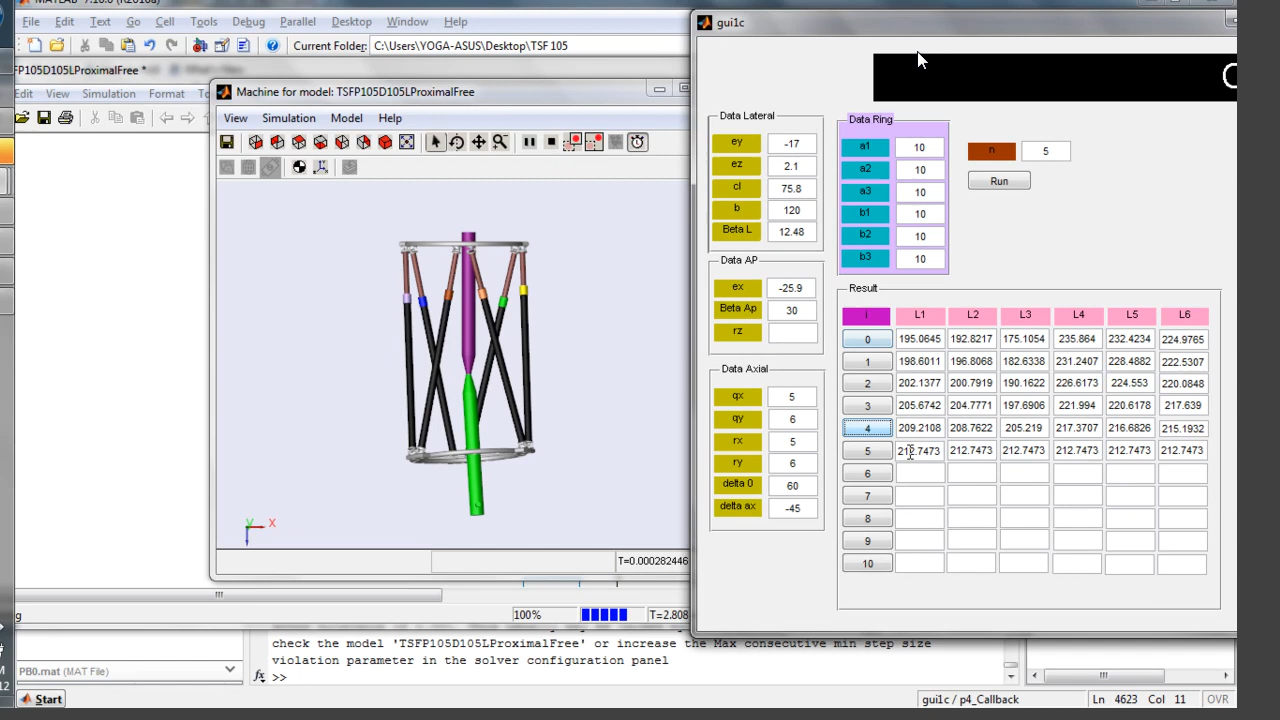 MATLAB 7.10.0 (R2010a)
File Edit Text Go Cell Tools Debug Parallel Desktop Window Help
Current Folder: C:\Users\YOGA-ASUS\Desktop\TSF 105
FP105D105LProximalFree *
Edit View Simulation Format
Machine for model: TSFP105D105LProximalFree
View Simulation Model Help
Y X
T=0.000282446
100% T=2.808
check the model 'TSFP105D105LProximalFree' or increase the Max consecutive min step size
violation parameter in the solver configuration panel
>>
fx
PB0.mat (MAT File)
M
12
Start
gui1c / p4_Callback
Ln 4623 Col 11 OVR
gui1c
Data Lateral
ey -17
ez 2.1
cl 75.8
b 120
Beta L 12.48
Data AP
ex -25.9
Beta Ap 30
rz
Data Axial
qx 5
qy 6
rx 5
ry 6
delta 0 60
delta ax -45
Data Ring
a1 10
a2 10
a3 10
b1 10
b2 10
b3 10
n 5
Run
Result
i L1 L2 L3 L4 L5 L6
0 195.0645 192.8217 175.1054 235.864 232.4234 224.9765
1 198.6011 196.8068 182.6338 231.2407 228.4882 222.5307
2 202.1377 200.7919 190.1622 226.6173 224.553 220.0848
3 205.6742 204.7771 197.6906 221.994 220.6178 217.639
4 209.2108 208.7622 205.219 217.3707 216.6826 215.1932
5 212.7473 212.7473 212.7473 212.7473 212.7473 212.7473
6
7
8
9
10